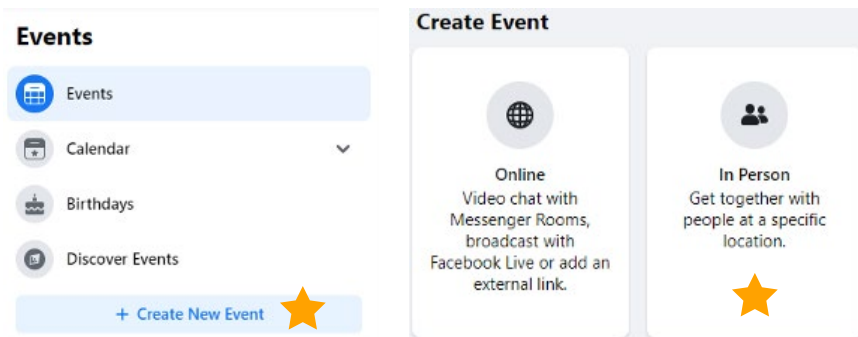 Events
Events
Calendar
Birthdays
Discover Events
+ Create New Event
Create Event
Online
Video chat with
Messenger Rooms,
broadcast with
Facebook Live or add an
external link.
In Person
Get together with
people at a specific
location.